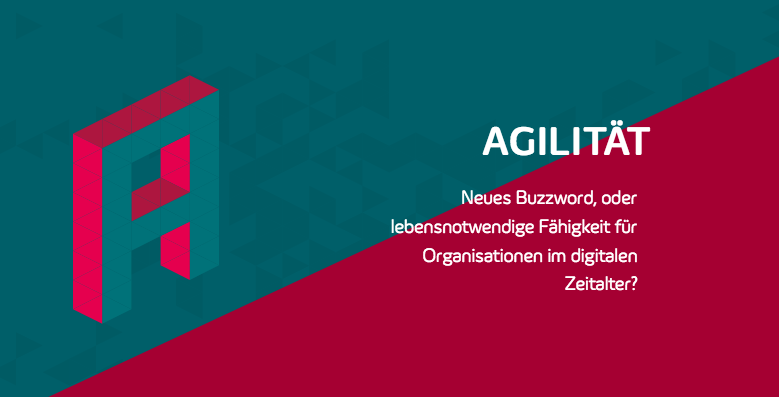 A
AGILITÄT
Neues Buzzword, oder
lebensnotwendige Fähigkeit für
Organisationen im digitalen
Zeitalter?